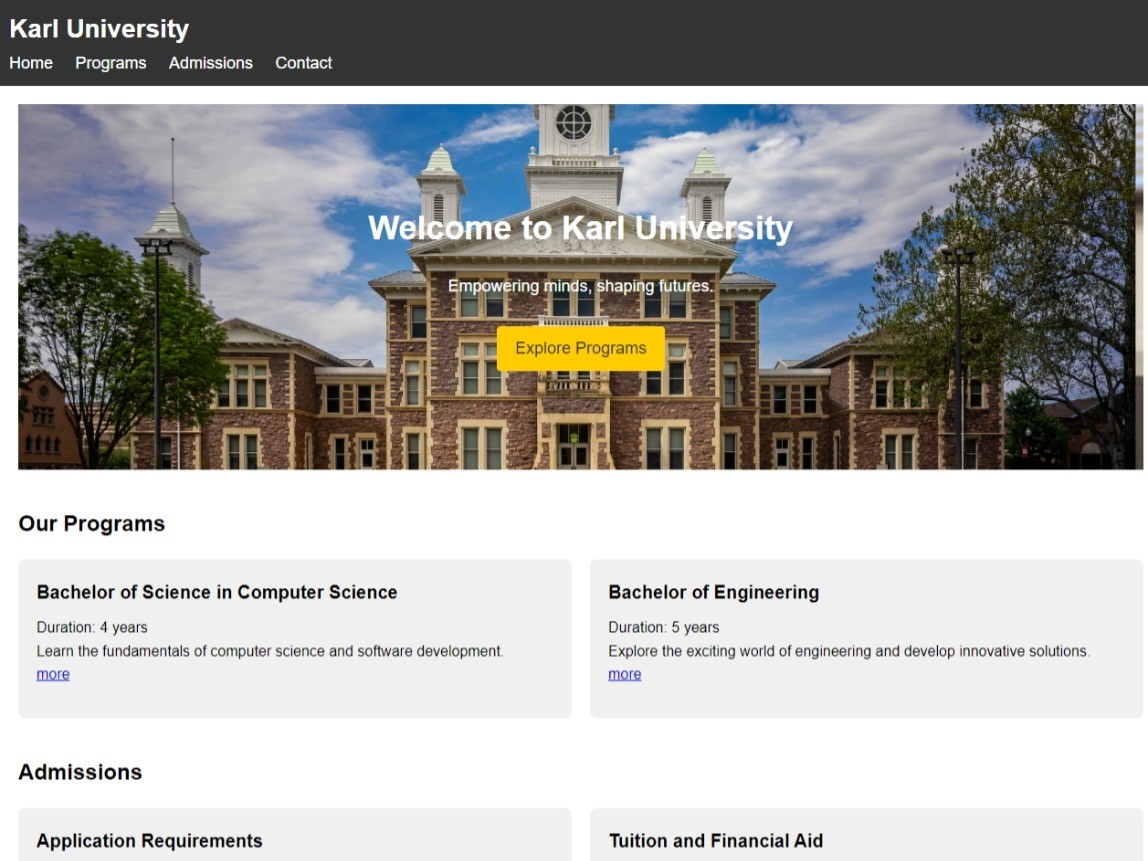 Karl University
Home Programs Admissions Contact
Welcome to Karl University
Empowering minds, shaping futures.
Explore Programs
Our Programs
Bachelor of Science in Computer Science
Duration: 4 years
Learn the fundamentals of computer science and software development.
more
Bachelor of Engineering
Duration: 5 years
Explore the exciting world of engineering and develop innovative solutions.
more
Admissions
Application Requirements
Tuition and Financial Aid